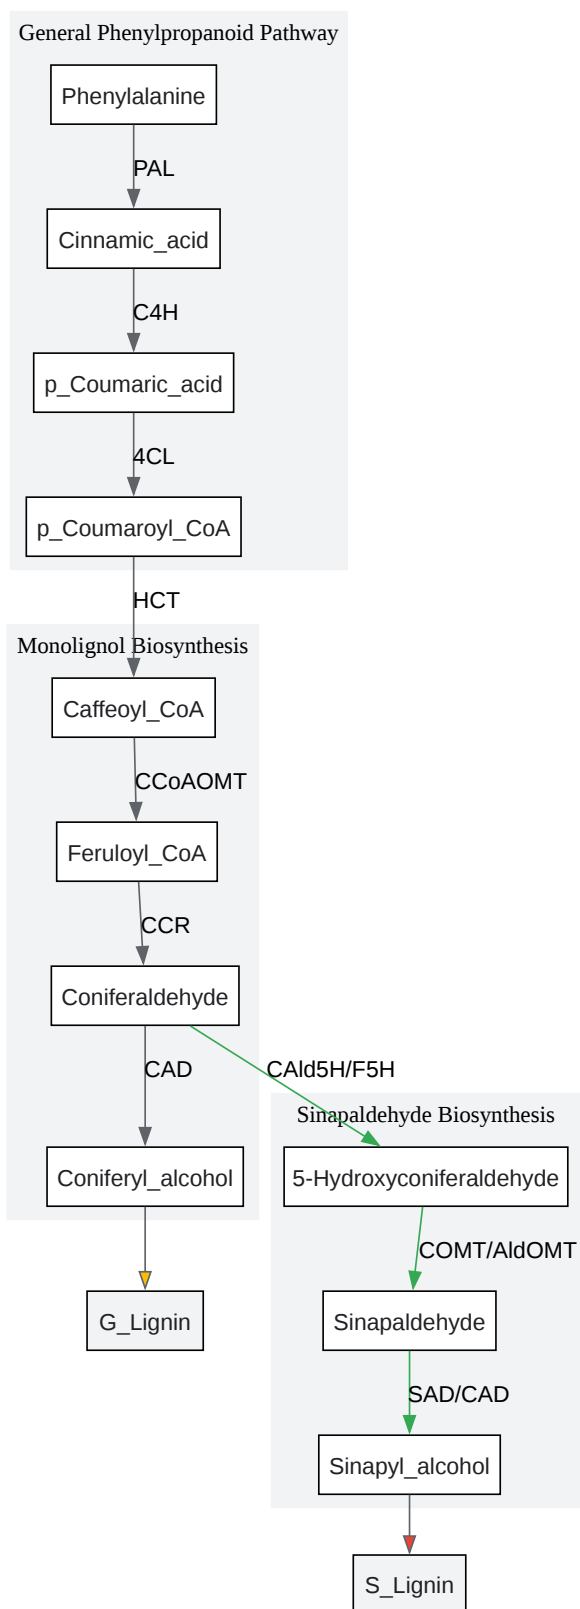 General Phenylpropanoid Pathway
Phenylalanine
PAL
Cinnamic_acid
C4H
p_Coumaric_acid
4CL
p_Coumaroyl_CoA
HCT
Monolignol Biosynthesis
Caffeoyl_CoA
CCoAOMT
Feruloyl_CoA
CCR
Coniferaldehyde
CAD
CAld5H/F5H
Coniferyl_alcohol
G_Lignin
Sinapaldehyde Biosynthesis
5-Hydroxyconiferaldehyde
COMT/AldOMT
Sinapaldehyde
SAD/CAD
Sinapyl_alcohol
S_Lignin